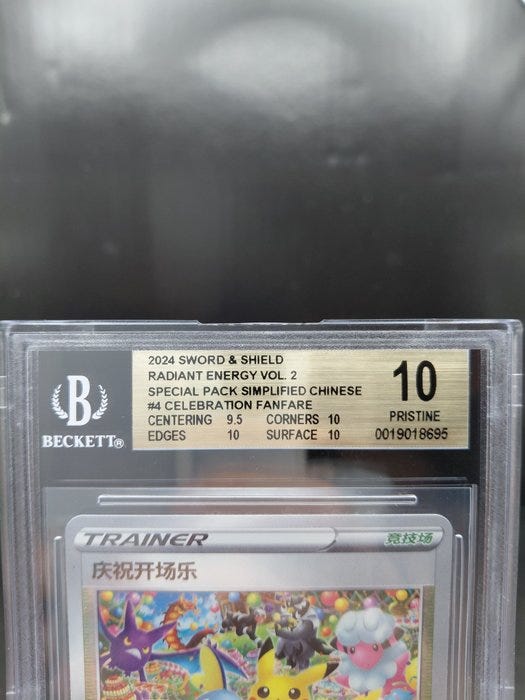 2024 SWORD & SHIELD
RADIANT ENERGY VOL. 2
SPECIAL PACK SIMPLIFIED CHINESE
#4 CELEBRATION FANFARE
CENTERING 9.5 CORNERS 10
EDGES 10 SURFACE 10
10
PRISTINE
0019018695
B
BECKETT®
TRAINER 竞技场
庆祝开场乐